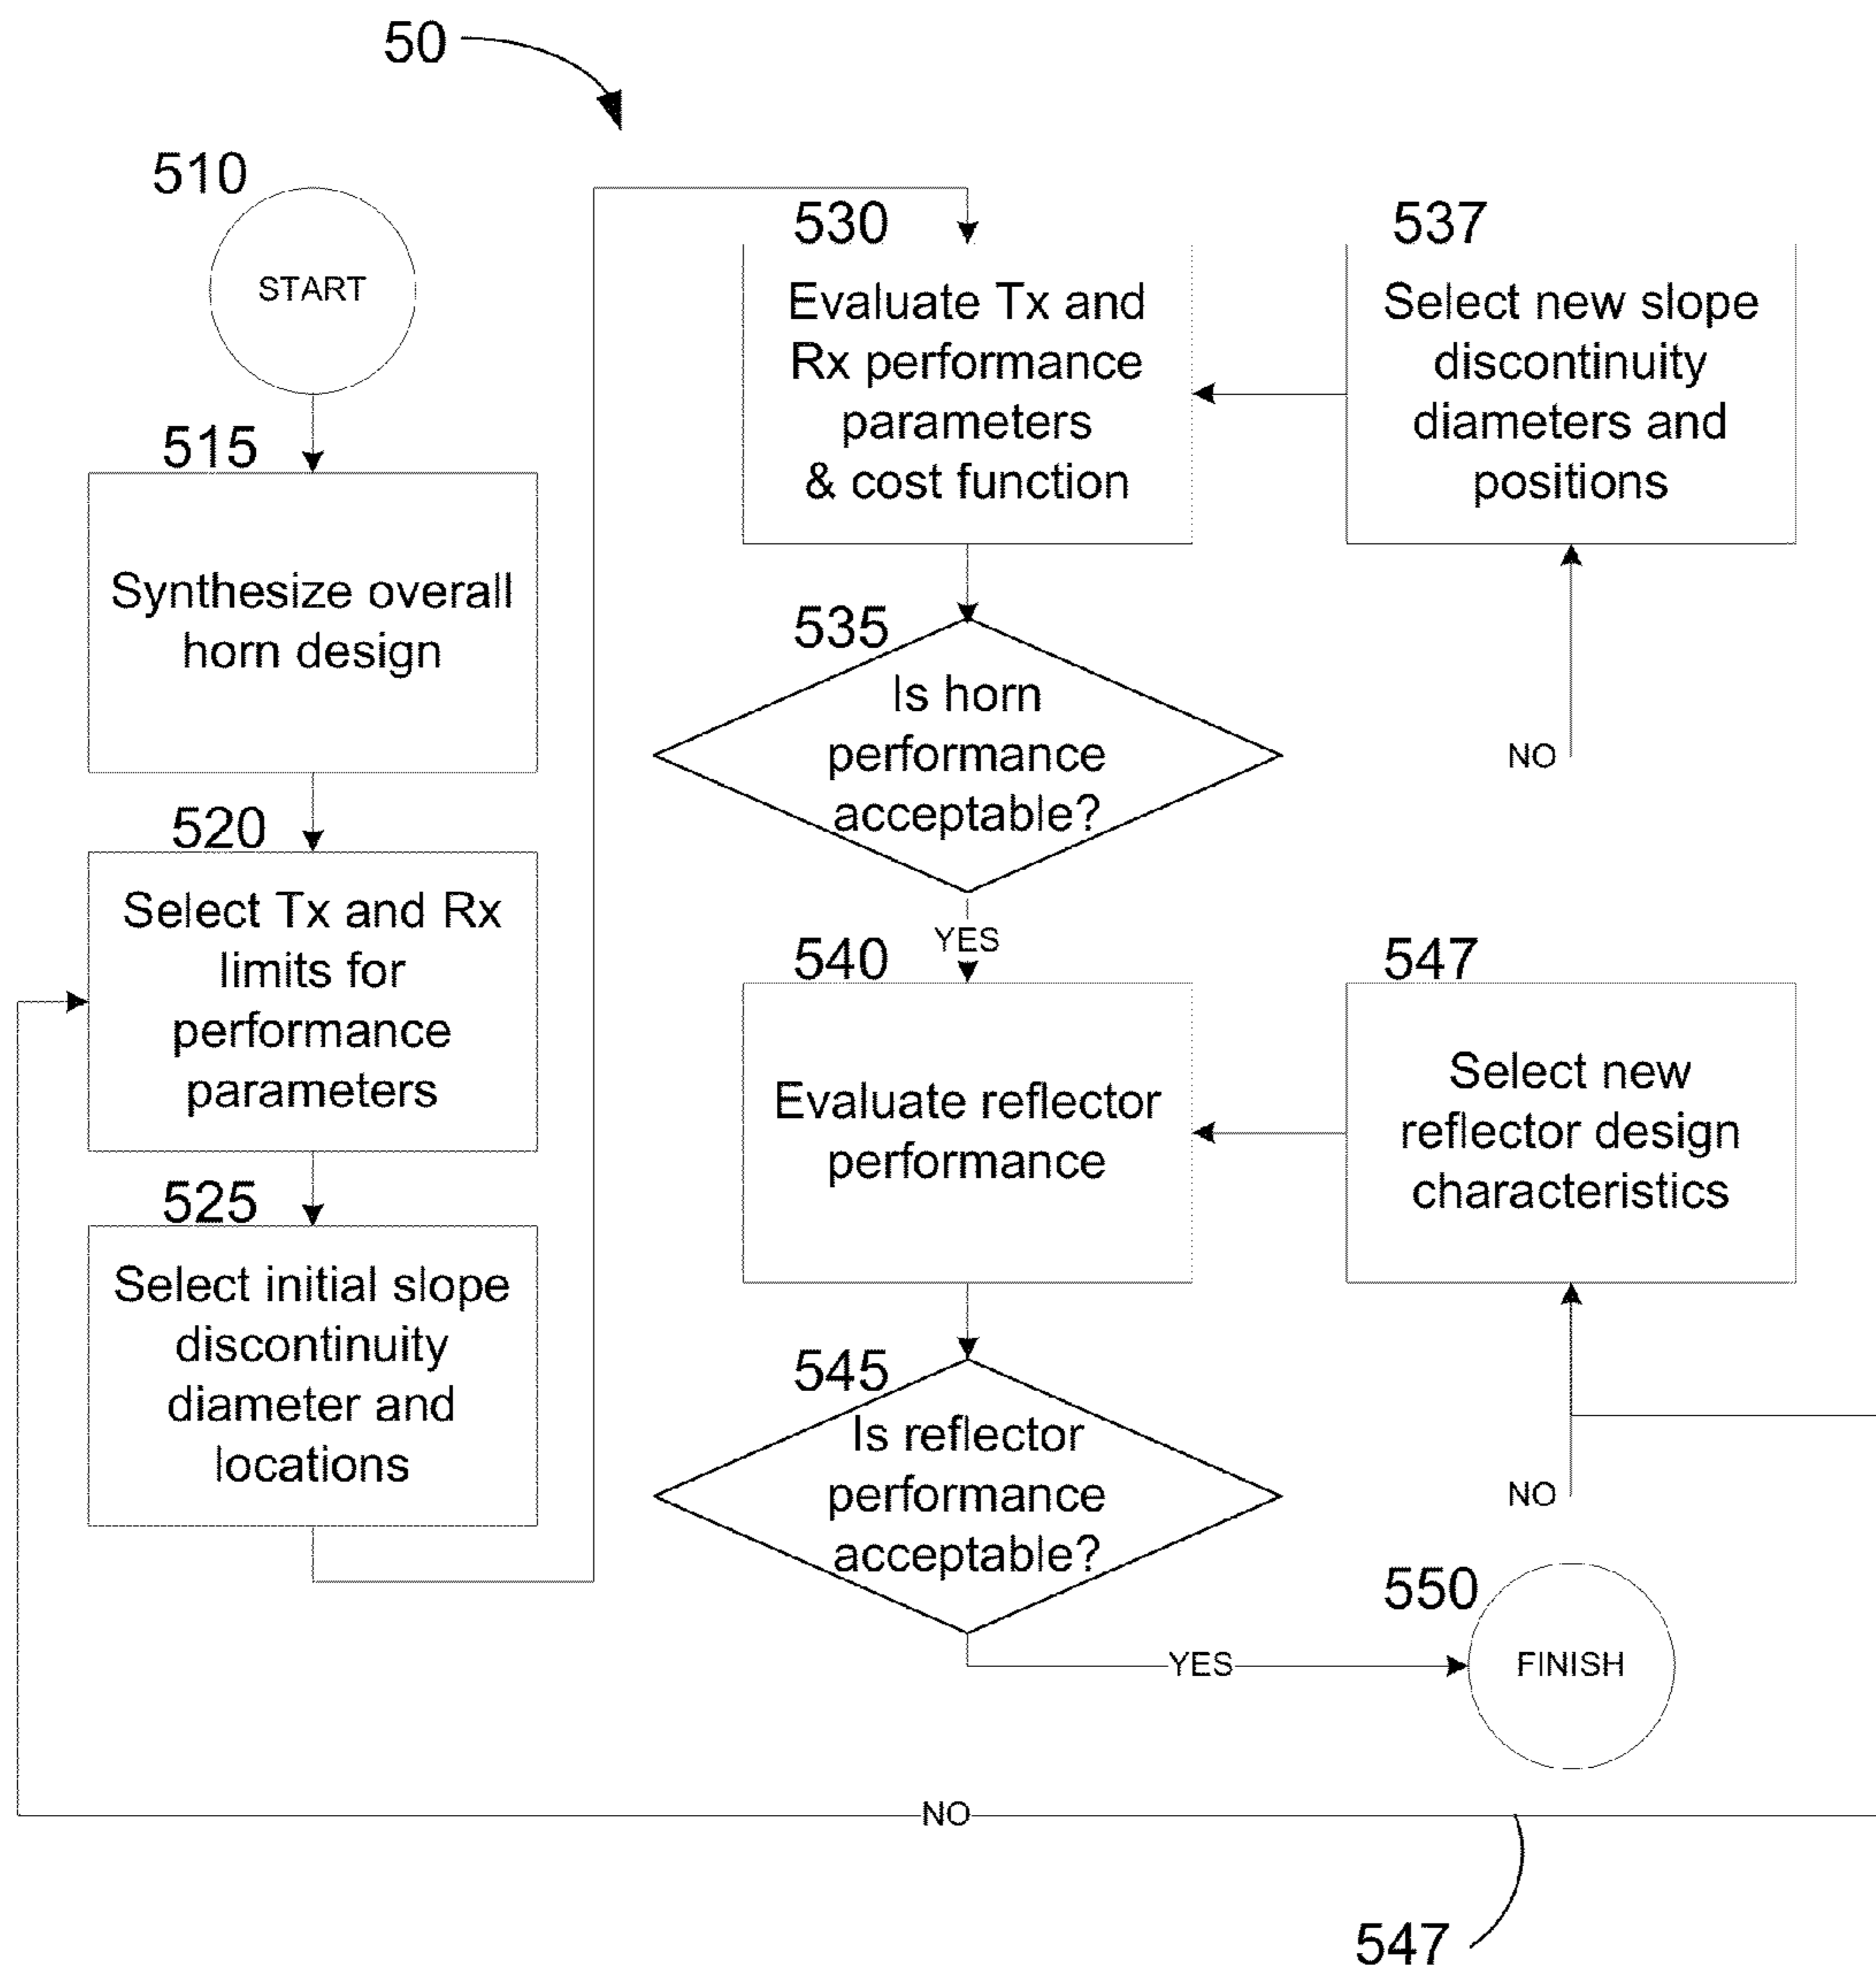 50
510
START
515
Synthesize overall
horn design
520
Select Tx and Rx
limits for
performance
parameters
525
Select initial slope
discontinuity
diameter and
locations
530
Evaluate Tx and
Rx performance
parameters
& cost function
537
Select new slope
discontinuity
diameters and
positions
535
Is horn
performance
acceptable?
NO
YES
540
Evaluate reflector
performance
547
Select new
reflector design
characteristics
545
Is reflector
performance
acceptable?
NO
YES
550
FINISH
NO
547